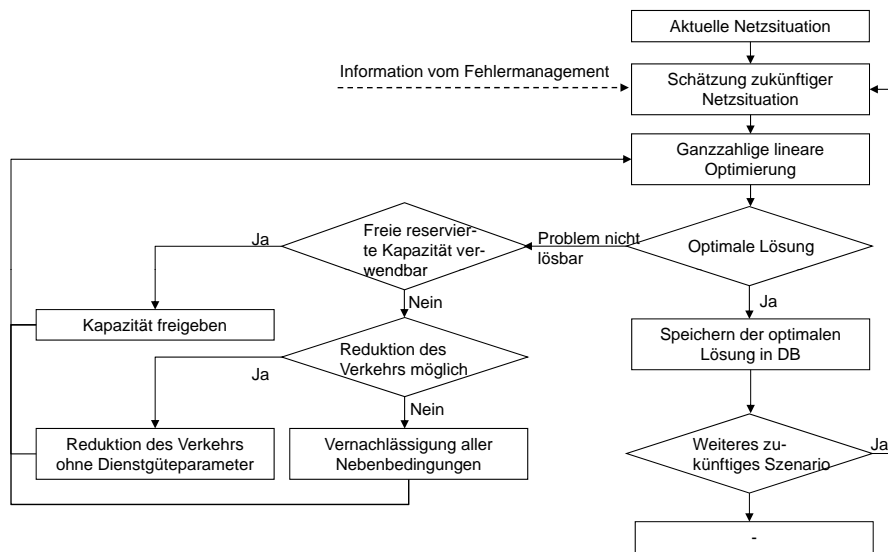 Aktuelle Netzsituation
Information vom Fehlermanagement
Schätzung zukünftiger
Netzsituation
Ganzzahlige lineare
Optimierung
Optimale Lösung
Problem nicht
lösbar
Freie reservier-
te Kapazität ver-
wendbar
Ja
Nein
Ja
Kapazität freigeben
Speichern der optimalen
Lösung in DB
Reduktion des
Verkehrs möglich
Ja
Nein
Reduktion des Verkehrs
ohne Dienstgüteparameter
Vernachlässigung aller
Nebenbedingungen
Weiteres zu-
künftiges Szenario
Ja
-